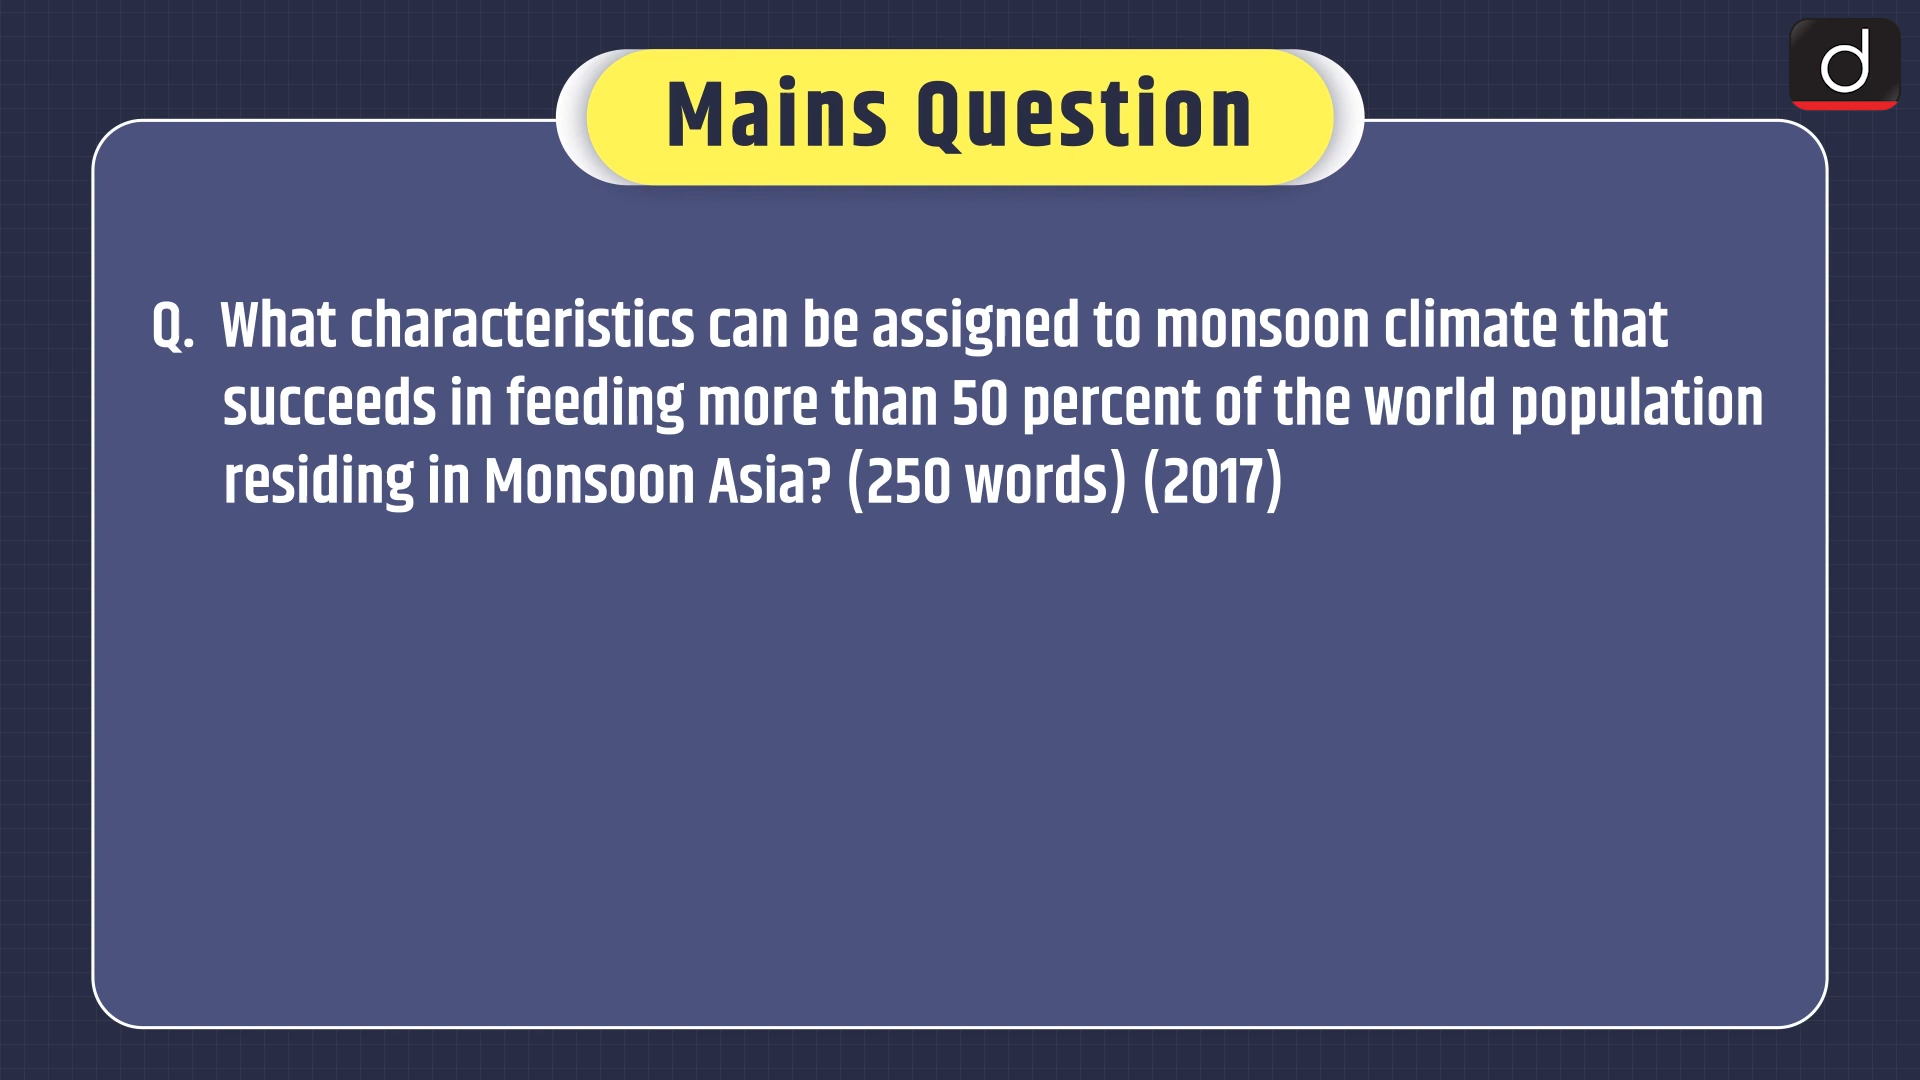 Mains Question
d
Q. What characteristics can be assigned to monsoon climate that
succeeds in feeding more than 50 percent of the world population
residing in Monsoon Asia? (250 words) (2017)